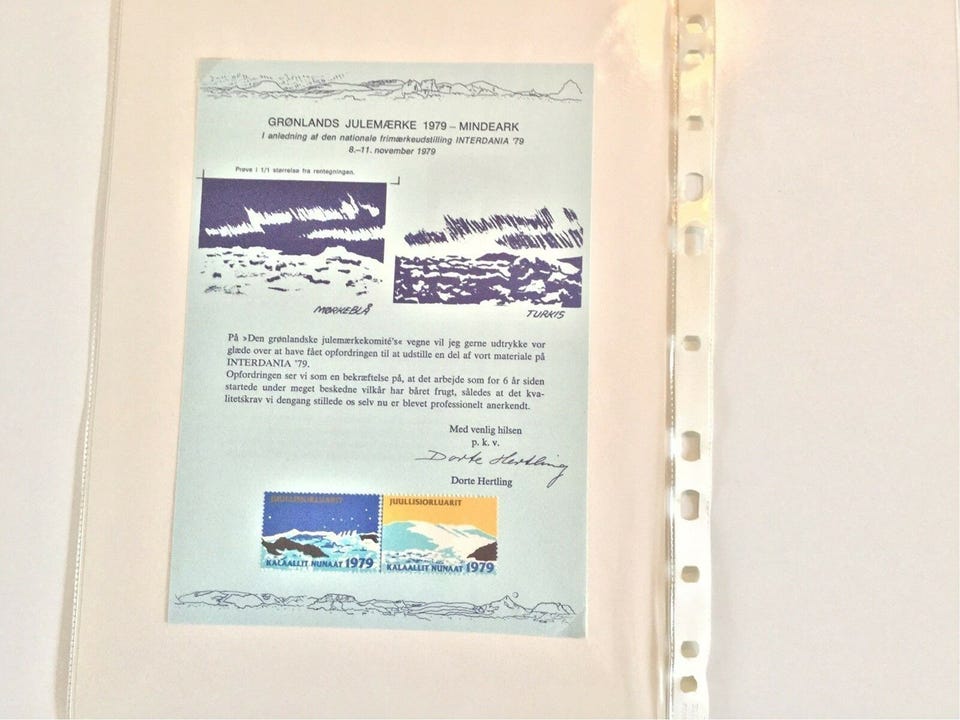 GRØNLANDS JULEMÆRKE 1979 – MINDEARK
I anledning af den nationale frimærkeudstilling INTERDANIA '79
8.–11. november 1979
Prøve i 1/1 størrelse fra rentegningen.
MØRKEBLÅ
TURKIS
På »Den grønlandske julemærkekomité's« vegne vil jeg gerne udtrykke vor
glæde over at have fået opfordringen til at udstille en del af vort materiale på
INTERDANIA '79.
Opfordringen ser vi som en bekræftelse på, at det arbejde som for 6 år siden
startede under meget beskedne vilkår har båret frugt, således at det kva-
litetskrav vi dengang stillede os selv nu er blevet professionelt anerkendt.
Med venlig hilsen
p. k. v.
Dorte Hertling
Dorte Hertling
JUULLISIORLUARIT
JUULLISIORLUARIT
KALAALLIT NUNAAT 1979
KALAALLIT NUNAAT 1979